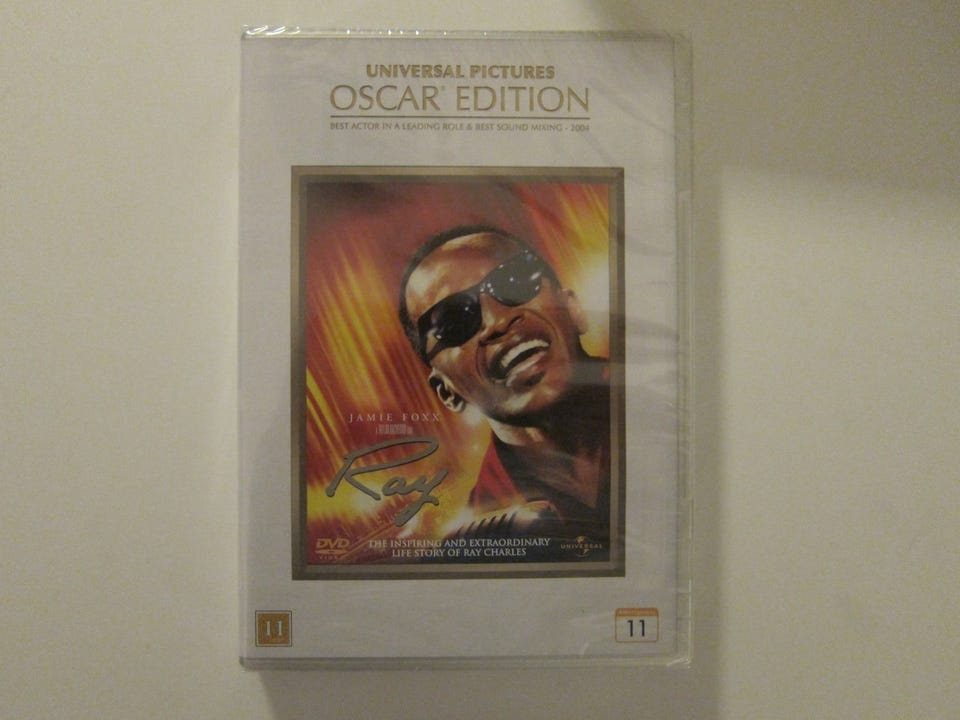 UNIVERSAL PICTURES
OSCAR® EDITION
BEST ACTOR IN A LEADING ROLE & BEST SOUND MIXING - 2004
JAMIE FOXX
Ray
DVD
VIDEO
THE INSPIRING AND EXTRAORDINARY
LIFE STORY OF RAY CHARLES
UNIVERSAL
11
11